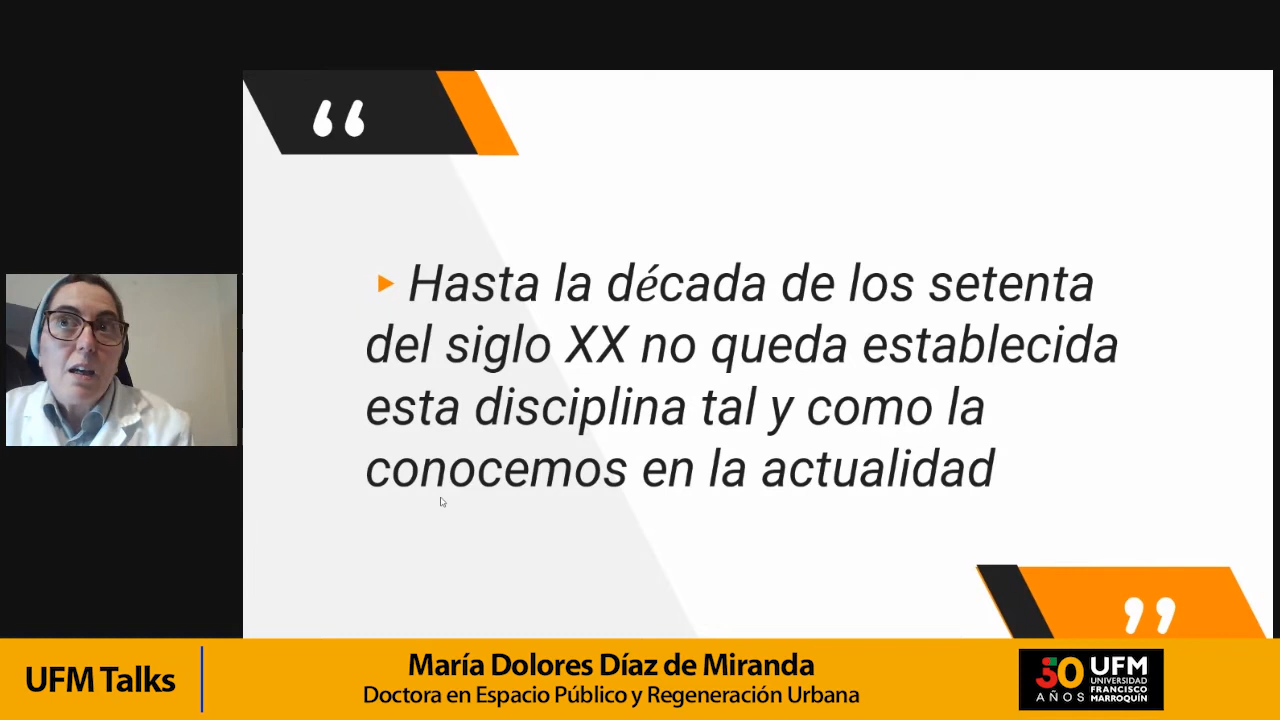 “
Hasta la década de los setenta
del siglo XX no queda establecida
esta disciplina tal y como la
conocemos en la actualidad
”
UFM Talks
María Dolores Díaz de Miranda
Doctora en Espacio Público y Regeneración Urbana
50
AÑOS
UFM
UNIVERSIDAD
FRANCISCO
MARROQUÍN